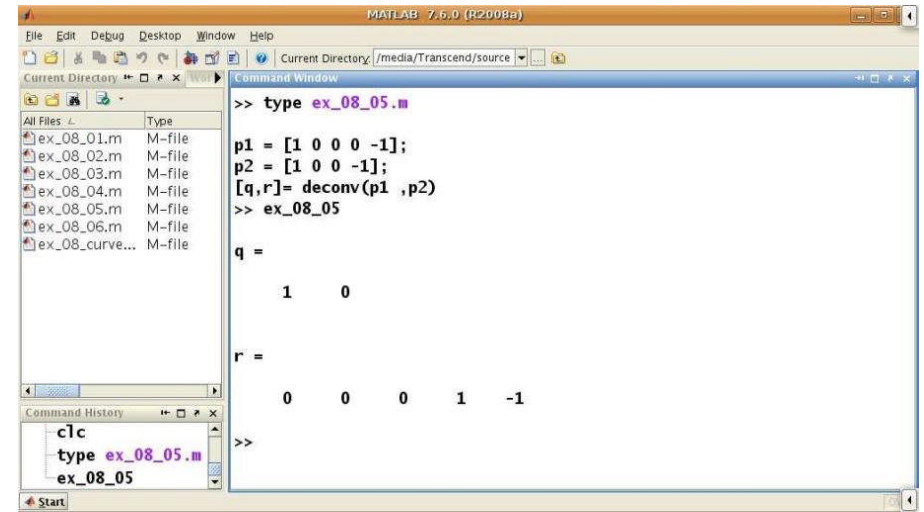 MATLAB 7.6.0 (R2008a)
File Edit Debug Desktop Window Help
Current Directory: /media/Transcend/source
Current Directory
Command Window
All Files Type
ex_08_01.m M-file
ex_08_02.m M-file
ex_08_03.m M-file
ex_08_04.m M-file
ex_08_05.m M-file
ex_08_06.m M-file
ex_08_curve... M-file
>> type ex_08_05.m
p1 = [1 0 0 0 -1];
p2 = [1 0 0 -1];
[q,r]= deconv(p1 ,p2)
>> ex_08_05
q =
1 0
r =
0 0 0 1 -1
>>
Command History
clc
type ex_08_05.m
ex_08_05
Start